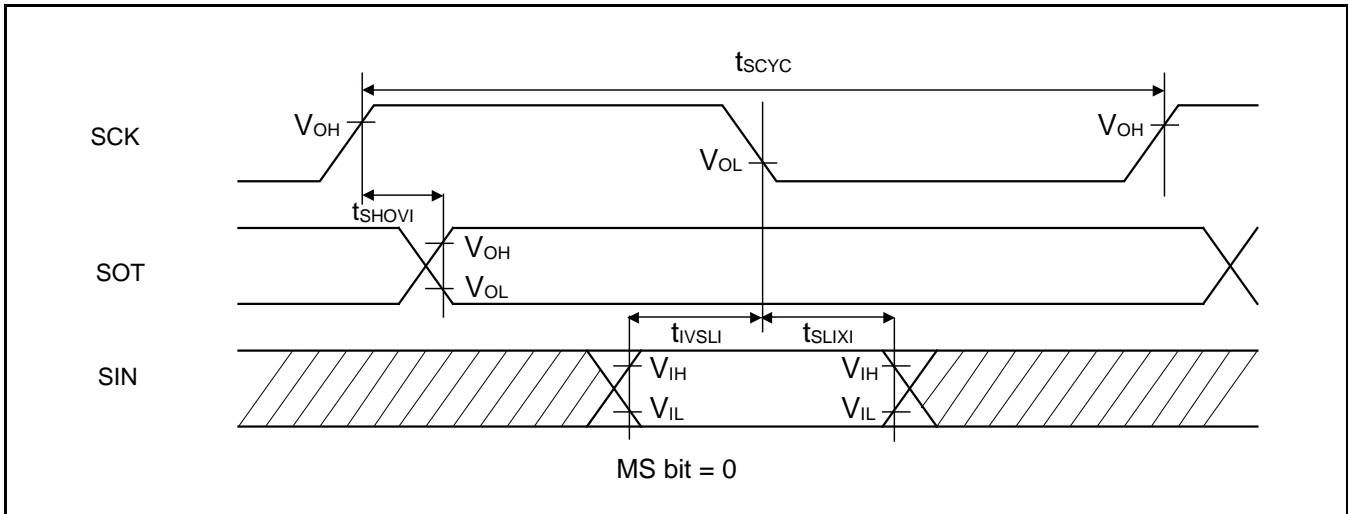 tSCYC
SCK
VOH
VOL
VOH
tSHOVI
SOT
VOH
VOL
tIVSLI
tSLIXI
SIN
VIH
VIH
VIL
VIL
MS bit = 0